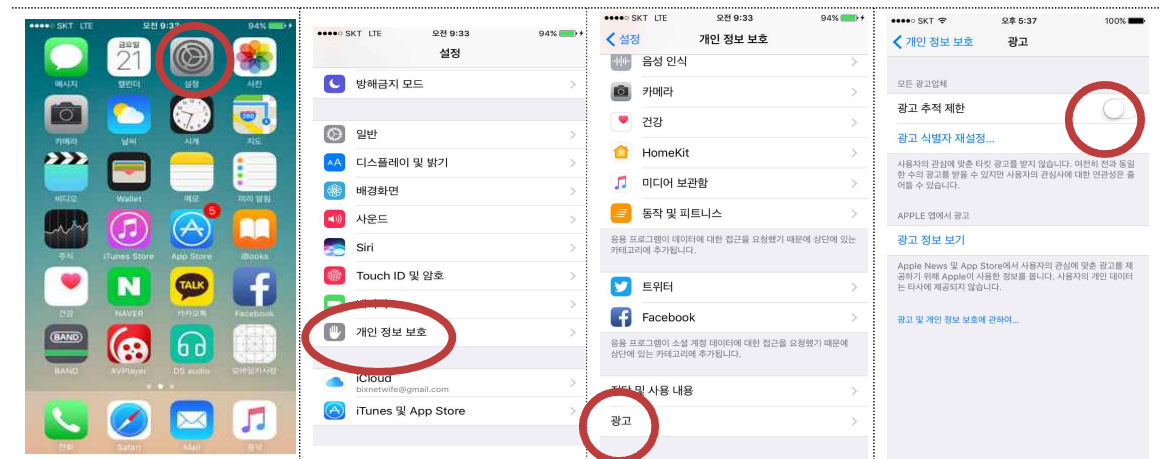 ●●●●○ SKT LTE 오전 9:33 94%
금요일
21
메시지 캘린더 설정 사진
카메라 날씨 시계 지도
비디오 Wallet 메모 미리 알림
5
주식 iTunes Store App Store iBooks
N
TALK
건강 NAVER 카카오톡 Facebook
BAND
BAND AVPlayer DS audio 모바일카사랑
전화 Safari Mail 음악
●●●●○ SKT LTE 오전 9:33 94%
설정
방해금지 모드
일반
디스플레이 및 밝기
배경화면
사운드
Siri
Touch ID 및 암호
배터리
개인 정보 보호
iCloud
bixnetwife@gmail.com
iTunes 및 App Store
●●●●○ SKT LTE 오전 9:33 94%
설정 개인 정보 보호
음성 인식
카메라
건강
HomeKit
미디어 보관함
동작 및 피트니스
응용 프로그램이 데이터에 대한 접근을 요청했기 때문에 상단에 있는
카테고리에 추가됩니다.
트위터
Facebook
응용 프로그램이 소셜 계정 데이터에 대한 접근을 요청했기 때문에
상단에 있는 카테고리에 추가됩니다.
진단 및 사용 내용
광고
●●●●○ SKT 오후 5:37 100%
개인 정보 보호 광고
모든 광고업체
광고 추적 제한
광고 식별자 재설정...
사용자의 관심에 맞춘 타킷 광고를 받지 않습니다. 여전히 전과 동일
한 수의 광고를 받을 수 있지만 사용자의 관심사에 대한 연관성은 줄
어들 수 있습니다.
APPLE 앱에서 광고
광고 정보 보기
Apple News 및 App Store에서 사용자의 관심에 맞춘 광고를 제
공하기 위해 Apple이 사용한 정보를 봅니다. 사용자의 개인 데이터
는 타사에 제공되지 않습니다.
광고 및 개인 정보 보호에 관하여...